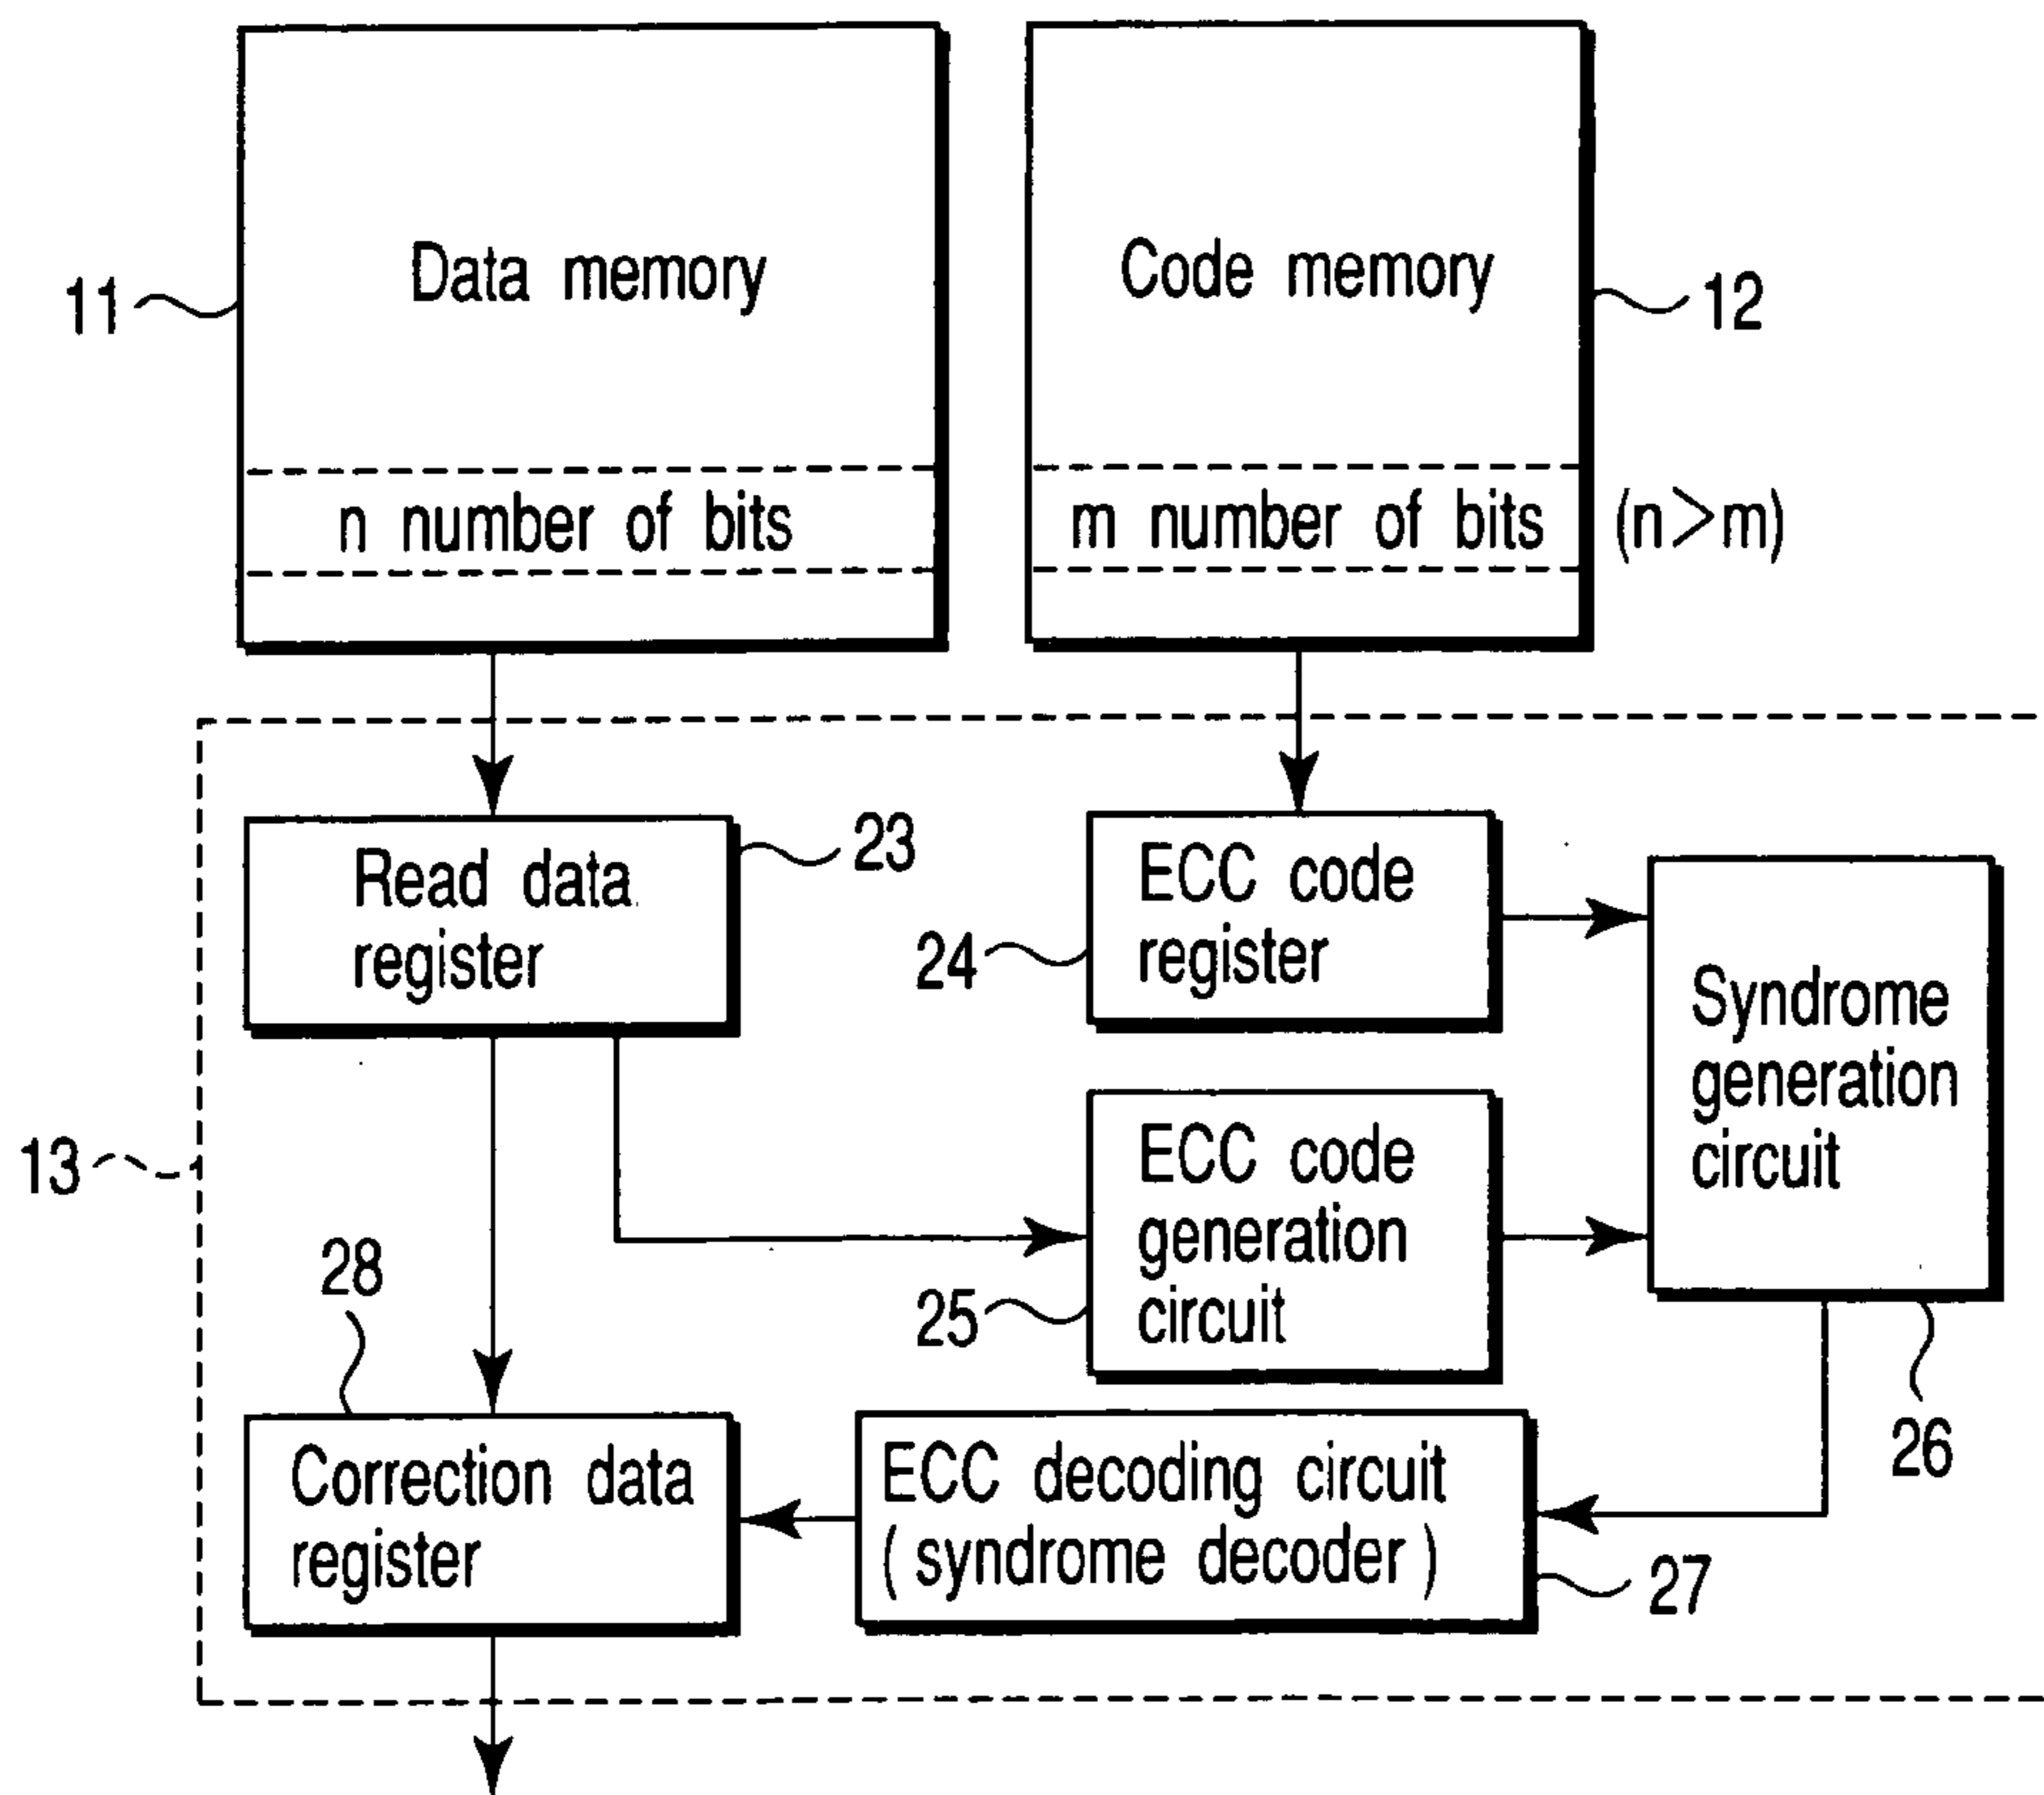 Data memory
Code memory
11
12
n number of bits
m number of bits (n>m)
Read data
register
23
ECC code
register
24
Syndrome
generation
circuit
13
ECC code
generation
circuit
25
28
26
Correction data
register
ECC decoding circuit
( syndrome decoder )
27